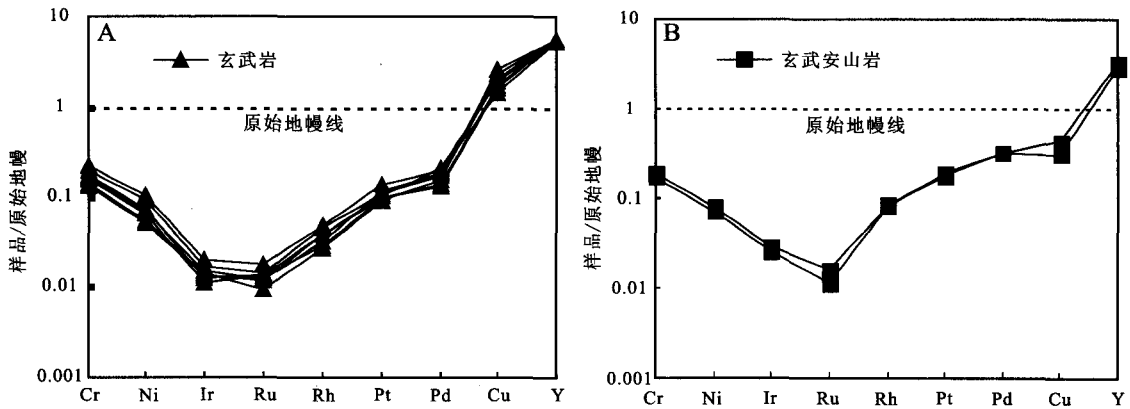 A
玄武岩
原始地幔线
样品/原始地幔
10
1
0.1
0.01
0.001
Cr Ni Ir Ru Rh Pt Pd Cu Y
B
玄武安山岩
原始地幔线
样品/原始地幔
10
1
0.1
0.01
0.001
Cr Ni Ir Ru Rh Pt Pd Cu Y